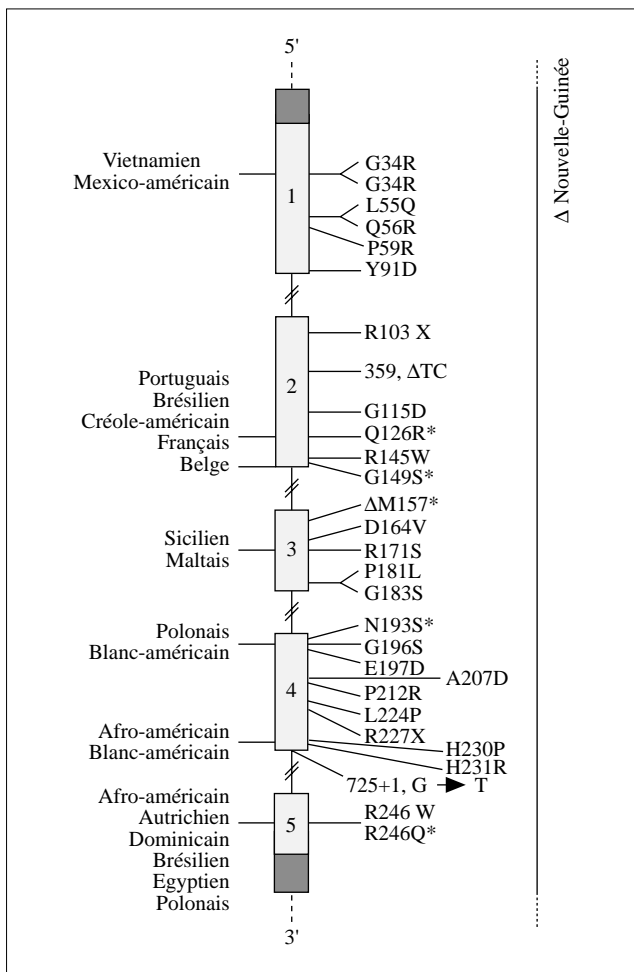 5'
Δ Nouvelle-Guinée
Vietnamien
Mexico-américain
1
G34R
G34R
L55Q
Q56R
P59R
Y91D
Portuguais
Brésilien
Créole-américain
Français
Belge
2
R103 X
359, ΔTC
G115D
Q126R*
R145W
G149S*
Sicilien
Maltais
3
ΔM157*
D164V
R171S
P181L
G183S
Polonais
Blanc-américain
Afro-américain
Blanc-américain
4
N193S*
G196S
E197D
A207D
P212R
L224P
R227X
H230P
H231R
725+1, G ► T
Afro-américain
Autrichien
Dominicain
Brésilien
Egyptien
Polonais
5
R246 W
R246Q*
3'